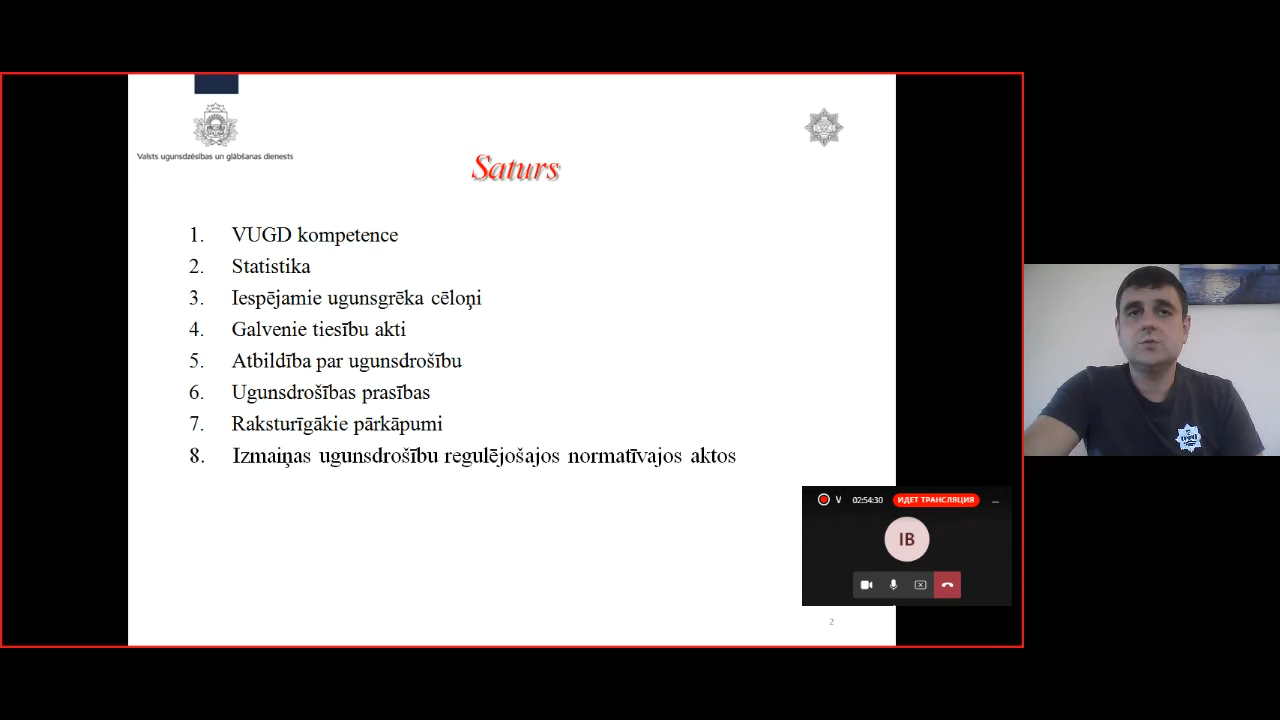 Valsts ugunsdzēsības un glābšanas dienests
Saturs
1. VUGD kompetence
2. Statistika
3. Iespējamie ugunsgrēka cēloņi
4. Galvenie tiesību akti
5. Atbildība par ugunsdrošību
6. Ugunsdrošības prasības
7. Raksturīgākie pārkāpumi
8. Izmaiņas ugunsdrošību regulējošajos normatīvajos aktos
V 02:54:30 ИДЕТ ТРАНСЛЯЦИЯ
IB
2